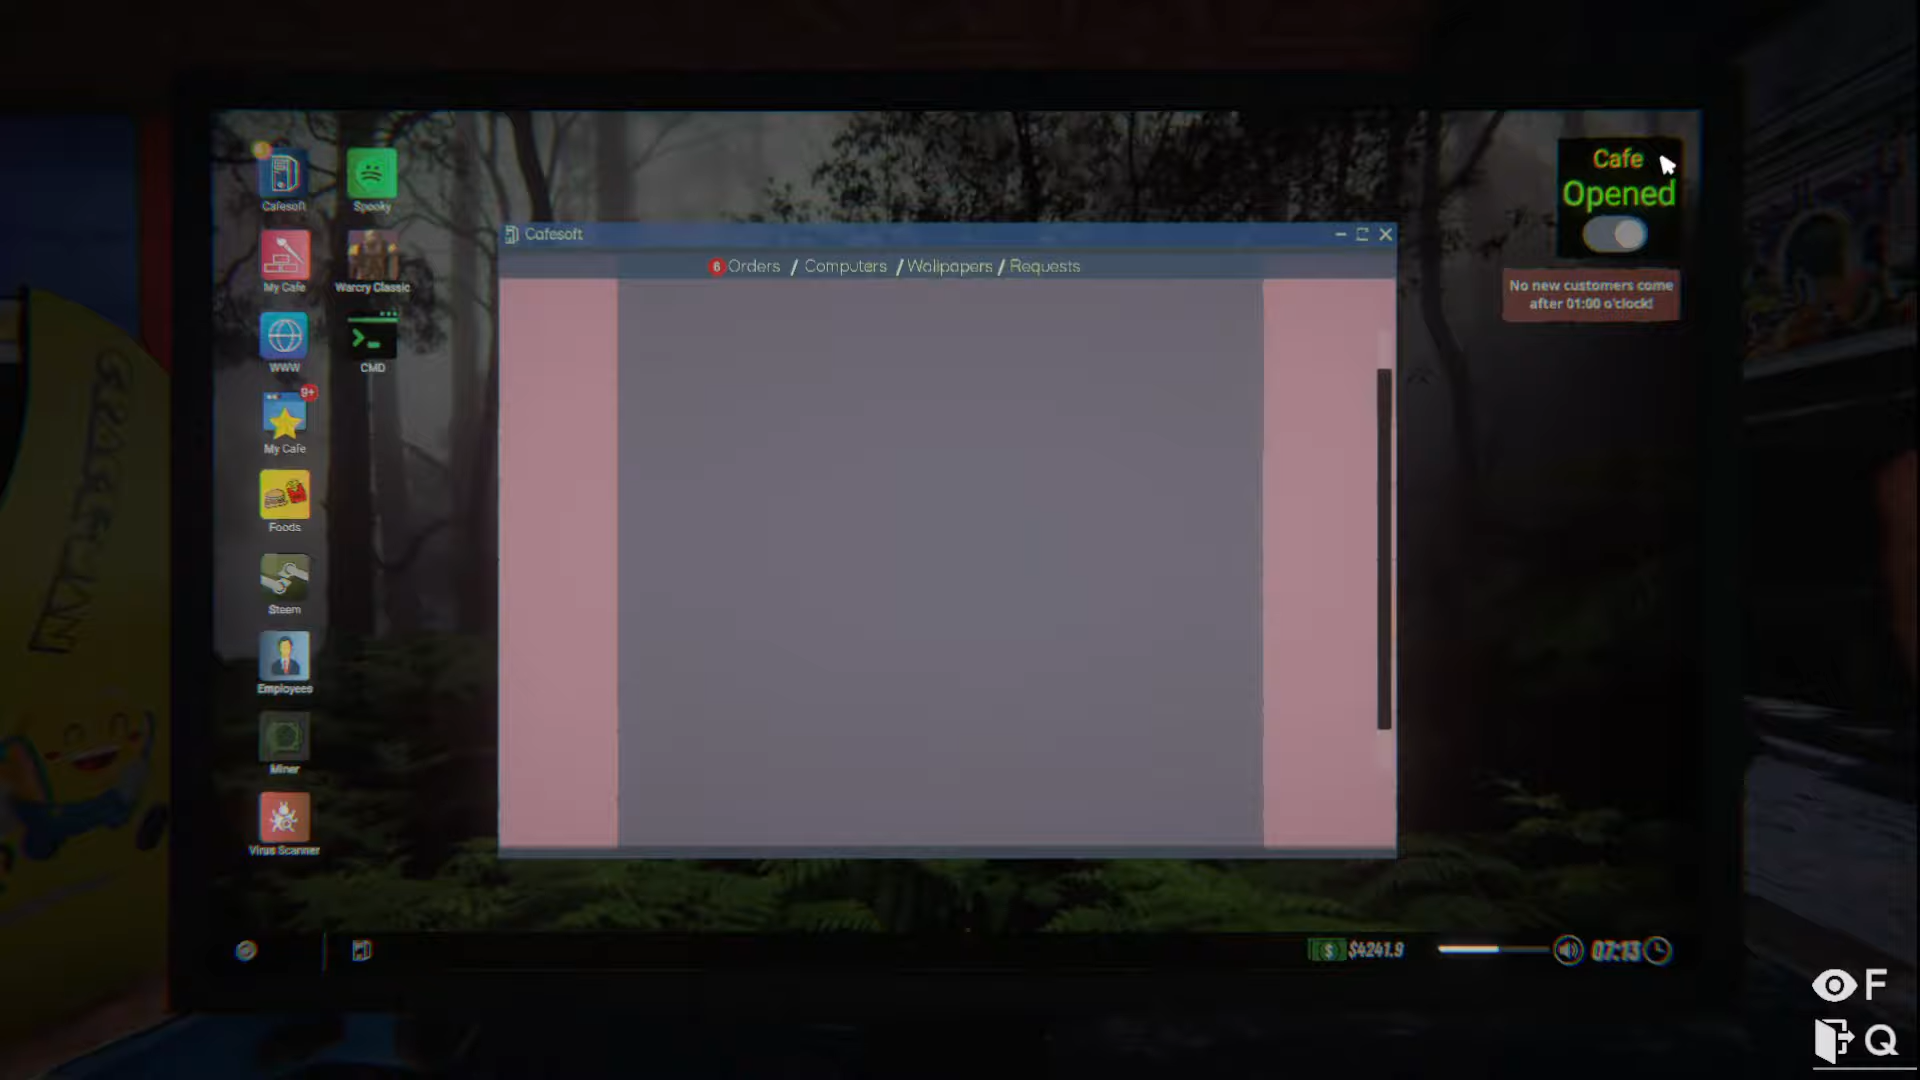 Cafesoft
Spooky
My Cafe
Warcry Classic
WWW
CMD
9+
My Cafe
Foods
Steem
Employees
Miner
Virus Scanner
Cafesoft
6 Orders / Computers / Wallpapers / Requests
Cafe
Opened
No new customers come
after 01:00 o'clock!
$4241.9
07:13
F
Q